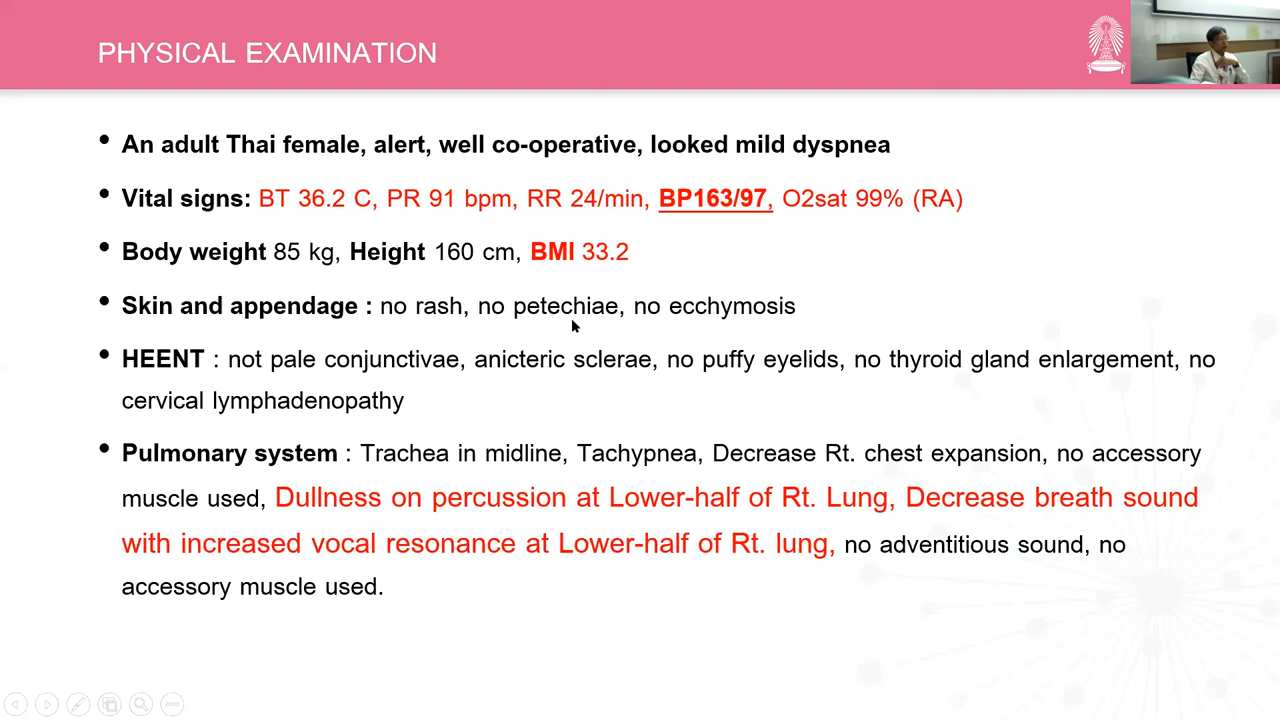 PHYSICAL EXAMINATION
• An adult Thai female, alert, well co-operative, looked mild dyspnea
• Vital signs: BT 36.2 C, PR 91 bpm, RR 24/min, BP163/97, O2sat 99% (RA)
• Body weight 85 kg, Height 160 cm, BMI 33.2
• Skin and appendage : no rash, no petechiae, no ecchymosis
• HEENT : not pale conjunctivae, anicteric sclerae, no puffy eyelids, no thyroid gland enlargement, no
cervical lymphadenopathy
• Pulmonary system : Trachea in midline, Tachypnea, Decrease Rt. chest expansion, no accessory
muscle used, Dullness on percussion at Lower-half of Rt. Lung, Decrease breath sound
with increased vocal resonance at Lower-half of Rt. lung, no adventitious sound, no
accessory muscle used.